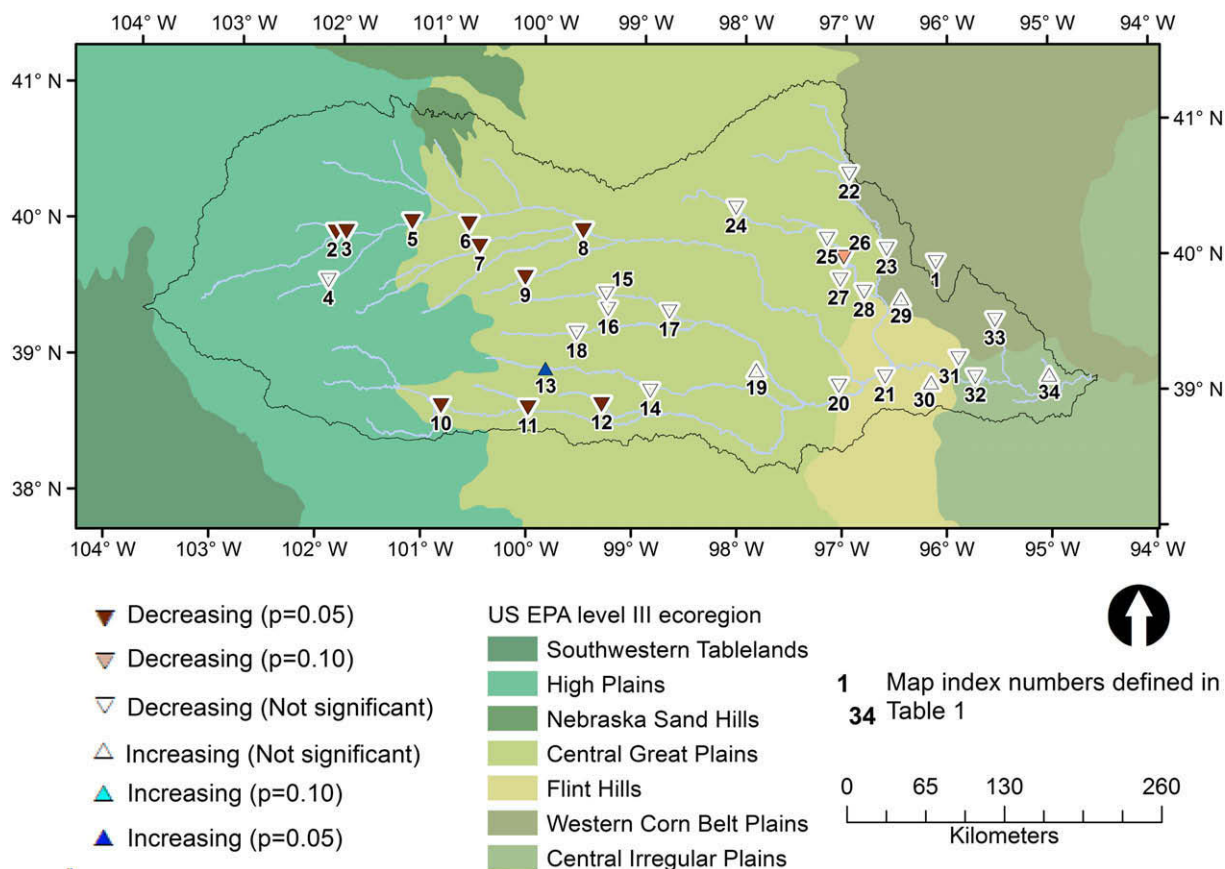 104° W 103° W 102° W 101° W 100° W 99° W 98° W 97° W 96° W 95° W 94° W
41° N
41° N
22
24
40° N
2 3
5
6
7
8
25
26
23
1
40° N
4
9
15
16
17
27
28
29
33
39° N
18
13
19
31
39° N
10
11
12
14
20
21
30
32
34
38° N
104° W 103° W 102° W 101° W 100° W 99° W 98° W 97° W 96° W 95° W 94° W
Decreasing (p=0.05)
Decreasing (p=0.10)
Decreasing (Not significant)
Increasing (Not significant)
Increasing (p=0.10)
Increasing (p=0.05)
US EPA level III ecoregion
Southwestern Tablelands
High Plains
Nebraska Sand Hills
Central Great Plains
Flint Hills
Western Corn Belt Plains
Central Irregular Plains
1 Map index numbers defined in
34 Table 1
0 65 130 260
Kilometers